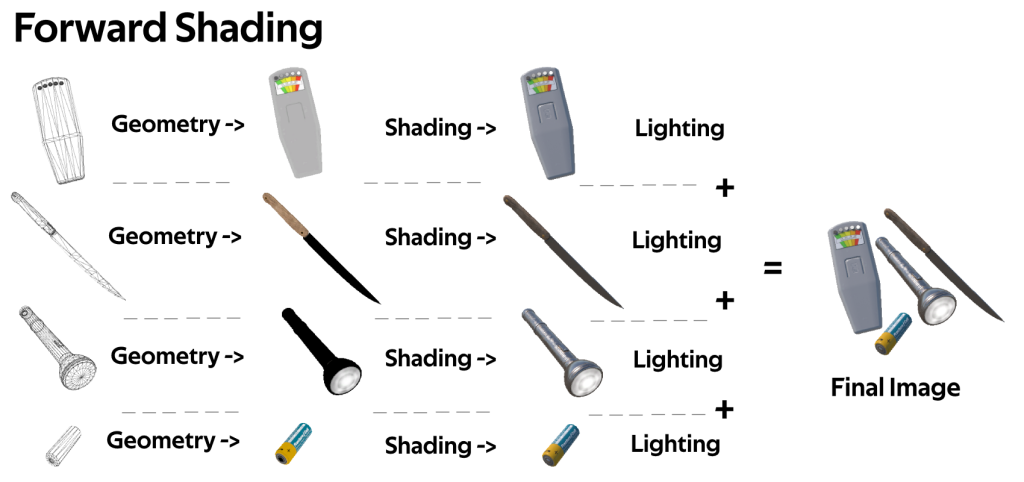 Forward Shading
Geometry -> Shading -> Lighting
+
Geometry -> Shading -> Lighting
=
+
Geometry -> Shading -> Lighting
Final Image
+
Geometry -> Shading -> Lighting